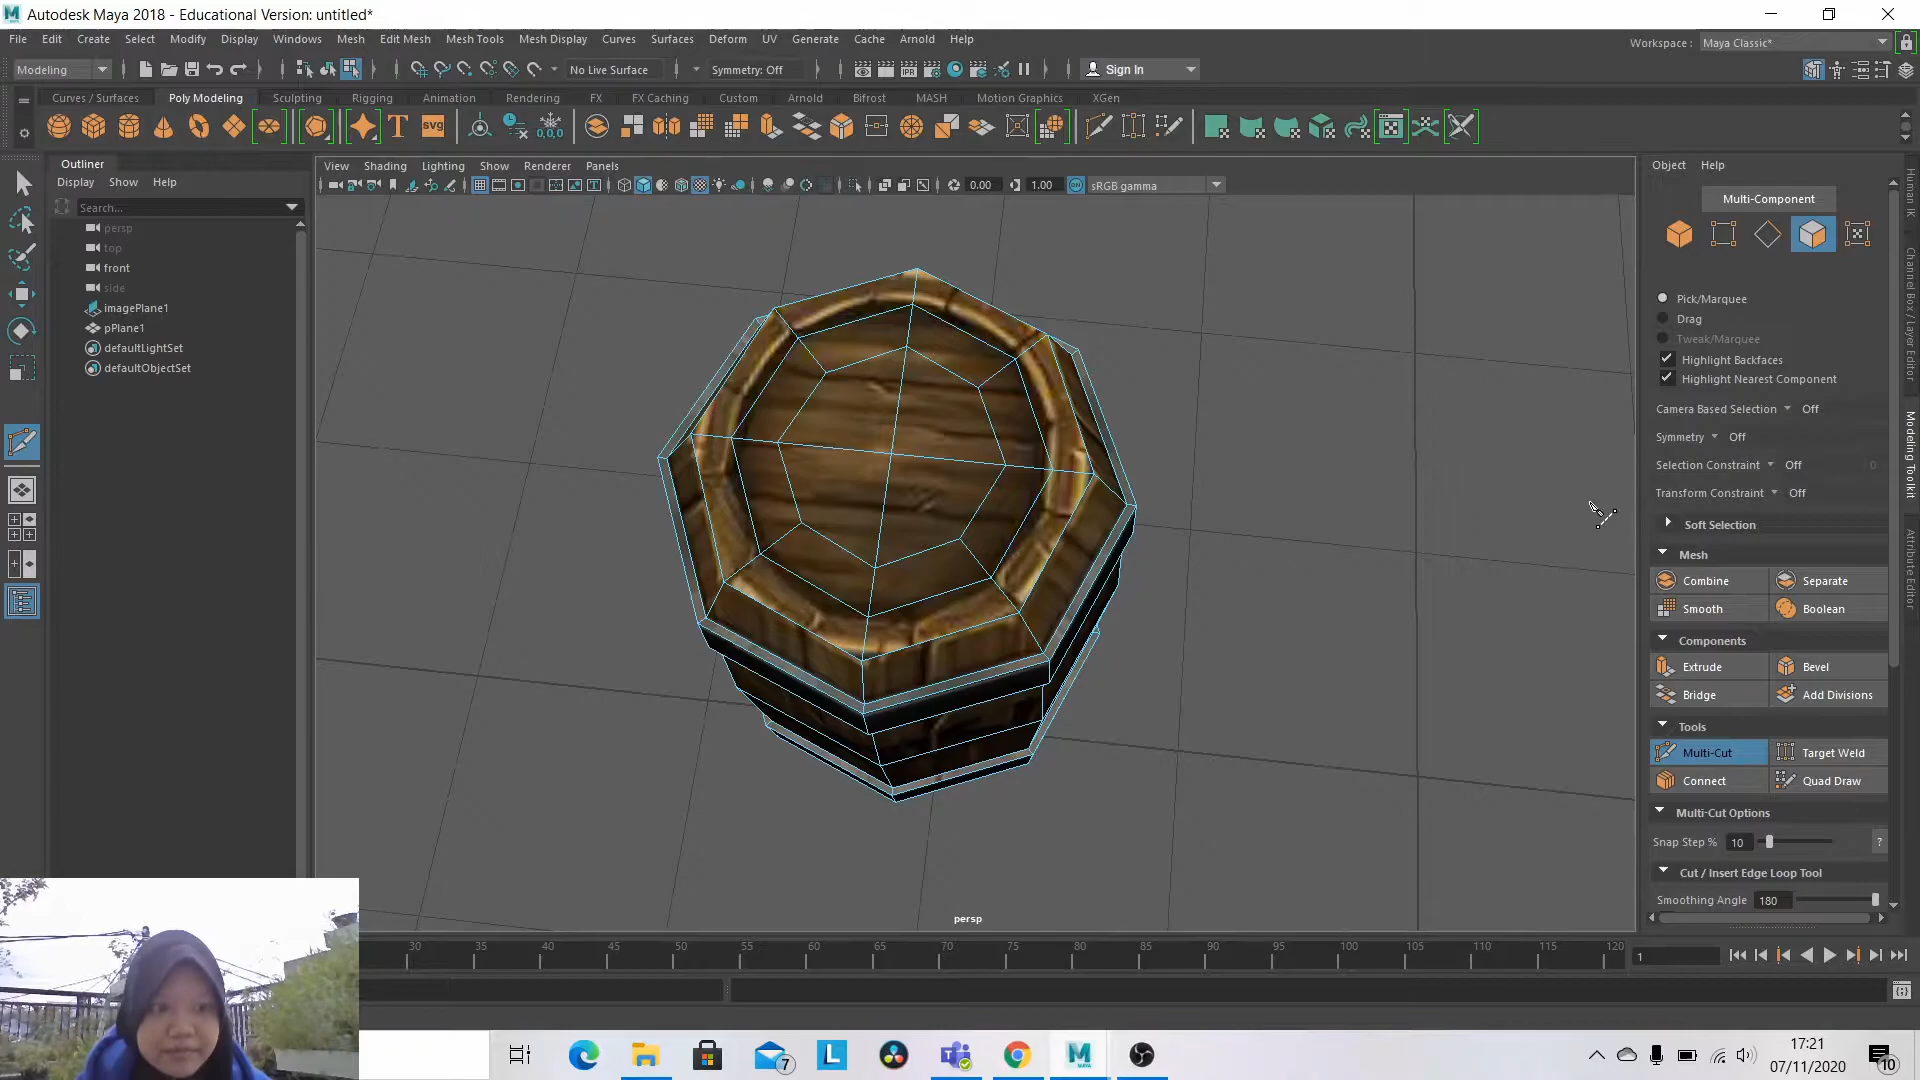 Autodesk Maya 2018 - Educational Version: untitled*
File Edit Create Select Modify Display Windows Mesh Edit Mesh Mesh Tools Mesh Display Curves Surfaces Deform UV Generate Cache Arnold Help
Workspace : Maya Classic*
Modeling
No Live Surface
Symmetry: Off
Sign In
Curves / Surfaces Poly Modeling Sculpting Rigging Animation Rendering FX FX Caching Custom Arnold Bifrost MASH Motion Graphics XGen
T
SVG
0,0,0
Outliner
Display Show Help
Search...
persp
top
front
side
imagePlane1
pPlane1
defaultLightSet
defaultObjectSet
View Shading Lighting Show Renderer Panels
IPR
0.00
1.00
sRGB gamma
persp
Object Help
Multi-Component
Pick/Marquee
Drag
Tweak/Marquee
Highlight Backfaces
Highlight Nearest Component
Camera Based Selection Off
Symmetry Off
Selection Constraint Off 0
Transform Constraint Off
Soft Selection
Mesh
Combine Separate
Smooth Boolean
Components
Extrude Bevel
Bridge Add Divisions
Tools
Multi-Cut Target Weld
Connect Quad Draw
Multi-Cut Options
Snap Step % 10 ?
Cut / Insert Edge Loop Tool
Smoothing Angle 180
Human IK
Channel Box / Layer Editor
Modeling Toolkit
Attribute Editor
30 35 40 45 50 55 60 65 70 75 80 85 90 95 100 105 110 115 120
1
7
L
MAYA
17:21
07/11/2020
10